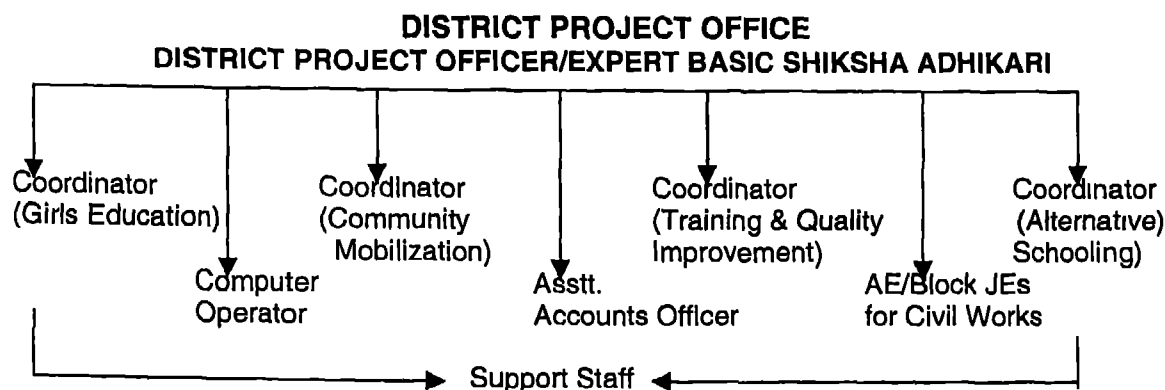 DISTRICT PROJECT OFFICE
DISTRICT PROJECT OFFICER/EXPERT BASIC SHIKSHA ADHIKARI
Coordinator
(Girls Education)
Computer
Operator
Coordinator
(Community
Mobilization)
Asstt.
Accounts Officer
Coordinator
(Training & Quality
Improvement)
AE/Block JEs
for Civil Works
Coordinator
(Alternative
Schooling)
Support Staff